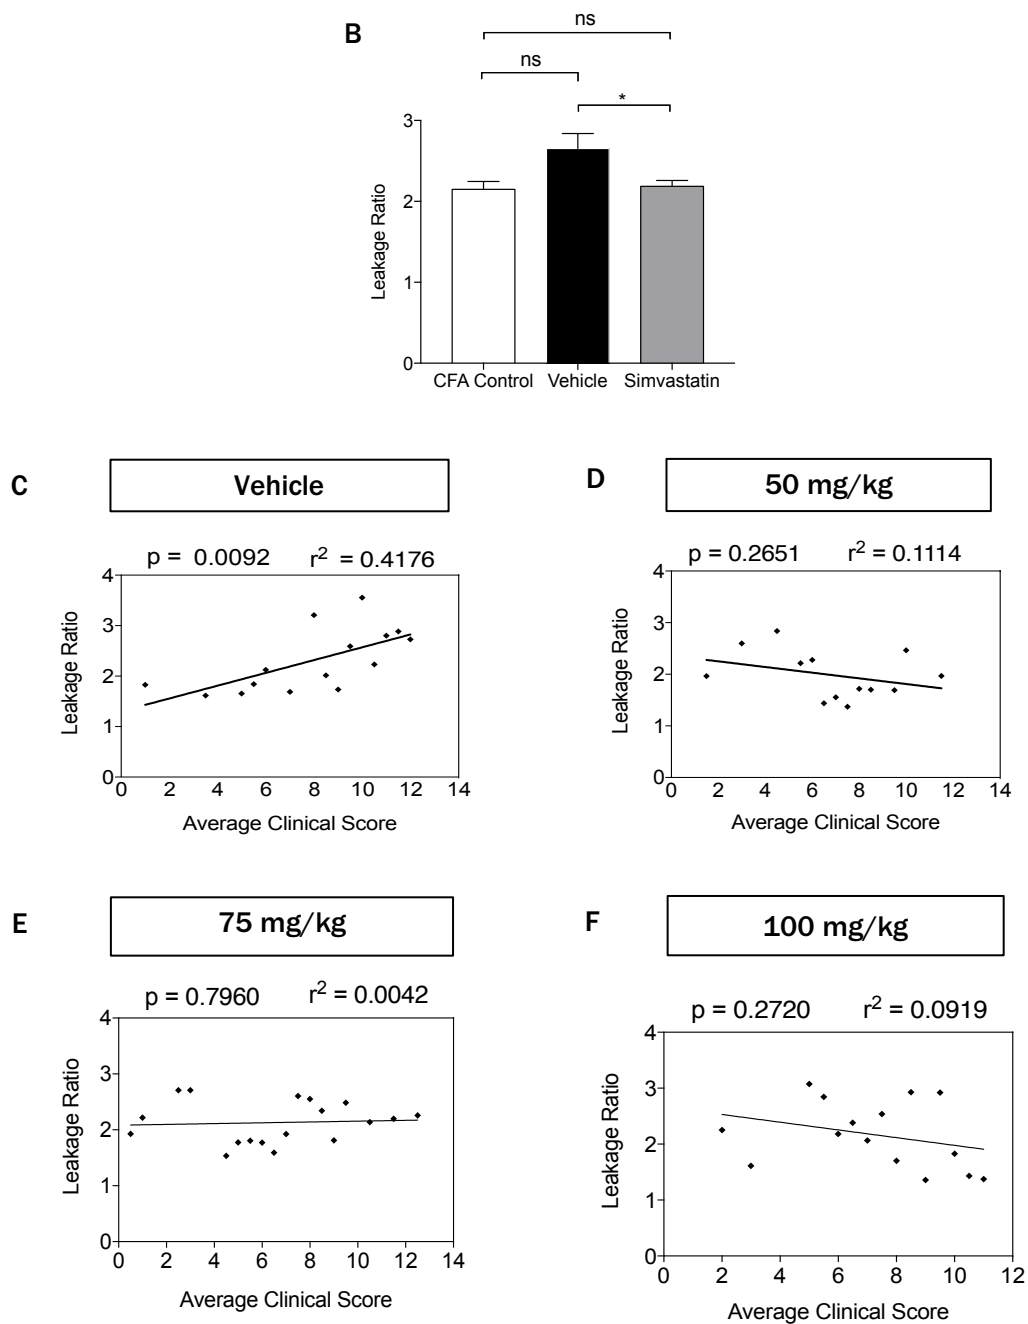 B
ns
ns
*
3
2
1
0
Leakage Ratio
CFA Control Vehicle Simvastatin
C
Vehicle
p = 0.0092 r² = 0.4176
4
3
2
1
0
Leakage Ratio
0 2 4 6 8 10 12 14
Average Clinical Score
D
50 mg/kg
p = 0.2651 r² = 0.1114
4
3
2
1
0
Leakage Ratio
0 2 4 6 8 10 12 14
Average Clinical Score
E
75 mg/kg
p = 0.7960 r² = 0.0042
4
3
2
1
0
Leakage Ratio
0 2 4 6 8 10 12 14
Average Clinical Score
F
100 mg/kg
p = 0.2720 r² = 0.0919
4
3
2
1
0
Leakage Ratio
0 2 4 6 8 10 12
Average Clinical Score